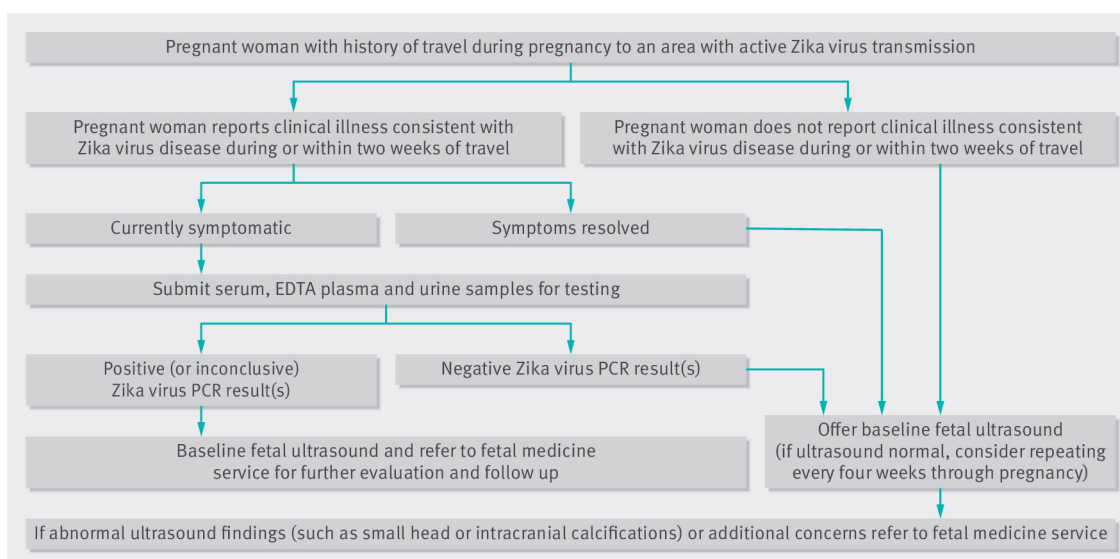 Pregnant woman with history of travel during pregnancy to an area with active Zika virus transmission
Pregnant woman reports clinical illness consistent with
Zika virus disease during or within two weeks of travel
Pregnant woman does not report clinical illness consistent
with Zika virus disease during or within two weeks of travel
Currently symptomatic
Symptoms resolved
Submit serum, EDTA plasma and urine samples for testing
Positive (or inconclusive)
Zika virus PCR result(s)
Negative Zika virus PCR result(s)
Baseline fetal ultrasound and refer to fetal medicine
service for further evaluation and follow up
Offer baseline fetal ultrasound
(if ultrasound normal, consider repeating
every four weeks through pregnancy)
If abnormal ultrasound findings (such as small head or intracranial calcifications) or additional concerns refer to fetal medicine service